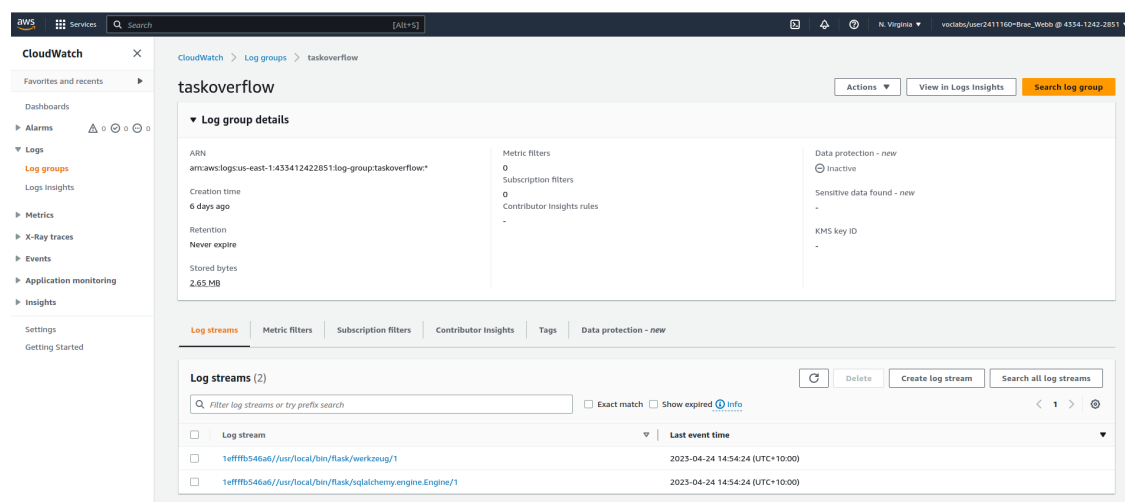 aws Services Search [Alt+S] N. Virginia voclabs/user2411160=Brae_Webb @ 4334-1242-2851
CloudWatch
Favorites and recents
Dashboards
Alarms 0 0 0
Logs
Log groups
Logs Insights
Metrics
X-Ray traces
Events
Application monitoring
Insights
Settings
Getting Started
CloudWatch > Log groups > taskoverflow
taskoverflow
Actions View in Logs Insights Search log group
Log group details
ARN
arn:aws:logs:us-east-1:433412422851:log-group:taskoverflow:*
Creation time
6 days ago
Retention
Never expire
Stored bytes
2.65 MB
Metric filters
0
Subscription filters
0
Contributor Insights rules
-
Data protection - new
Inactive
Sensitive data found - new
-
KMS key ID
-
Log streams Metric filters Subscription filters Contributor Insights Tags Data protection - new
Log streams (2)
Delete Create log stream Search all log streams
Filter log streams or try prefix search Exact match Show expired Info < 1 >
Log stream Last event time
1effffb546a6//usr/local/bin/flask/werkzeug/1 2023-04-24 14:54:24 (UTC+10:00)
1effffb546a6//usr/local/bin/flask/sqlalchemy.engine.Engine/1 2023-04-24 14:54:24 (UTC+10:00)